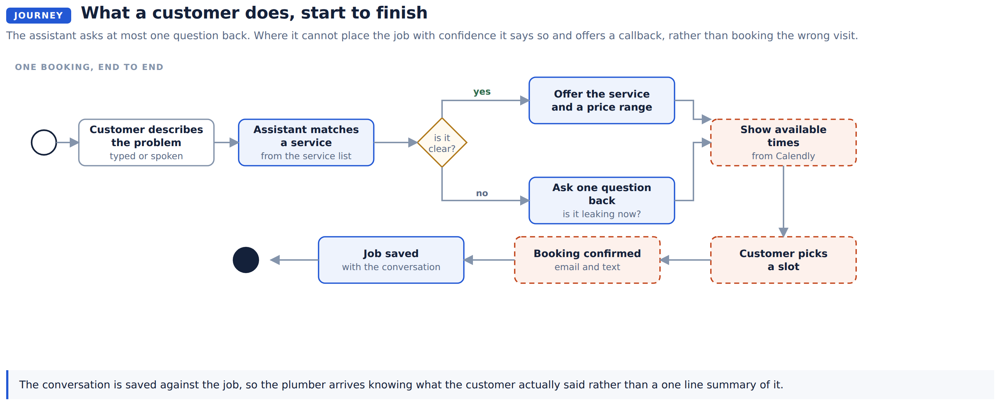 JOURNEY
What a customer does, start to finish
The assistant asks at most one question back. Where it cannot place the job with confidence it says so and offers a callback, rather than booking the wrong visit.
ONE BOOKING, END TO END
Customer describes
the problem
typed or spoken
Assistant matches
a service
from the service list
is it
clear?
yes
Offer the service
and a price range
no
Ask one question
back
is it leaking now?
Show available
times
from Calendly
Customer picks
a slot
Booking confirmed
email and text
Job saved
with the conversation
The conversation is saved against the job, so the plumber arrives knowing what the customer actually said rather than a one line summary of it.